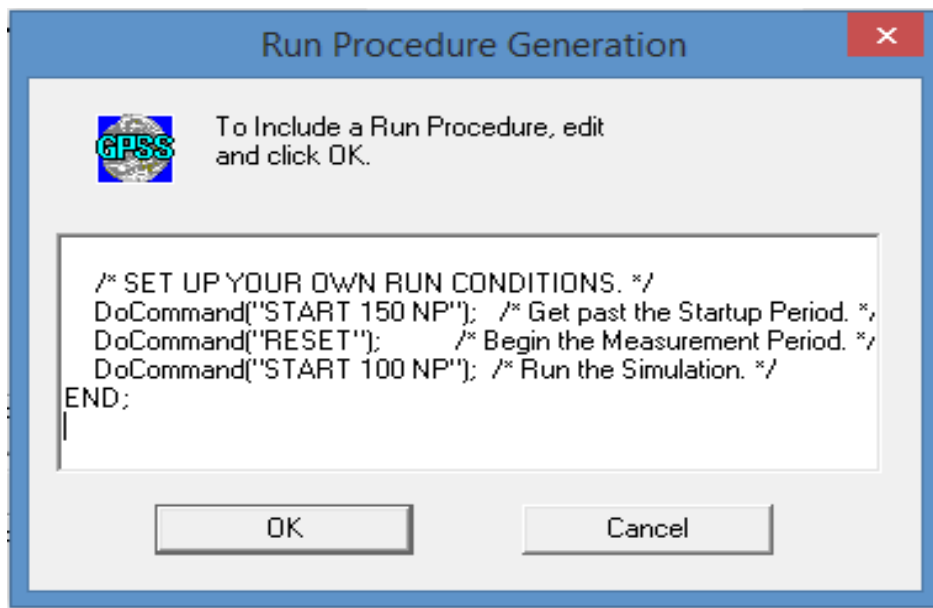 Run Procedure Generation
GPSS
To Include a Run Procedure, edit
and click OK.
/* SET UP YOUR OWN RUN CONDITIONS. */
DoCommand("START 150 NP"); /* Get past the Startup Period. */
DoCommand("RESET"); /* Begin the Measurement Period. */
DoCommand("START 100 NP"); /* Run the Simulation. */
END;
OK Cancel